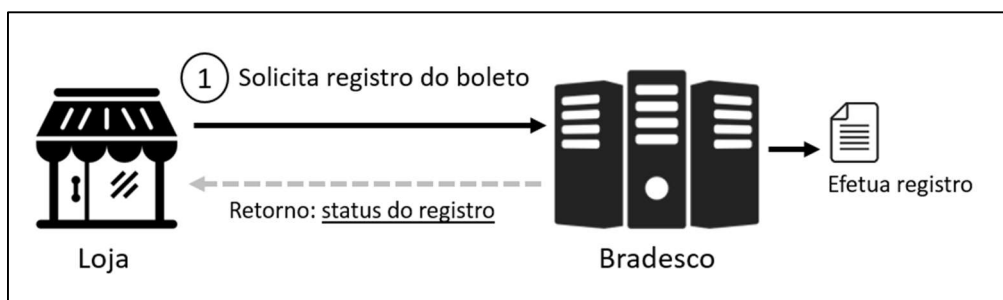 1 Solicita registro do boleto
Efetua registro
Retorno: status do registro
Loja
Bradesco